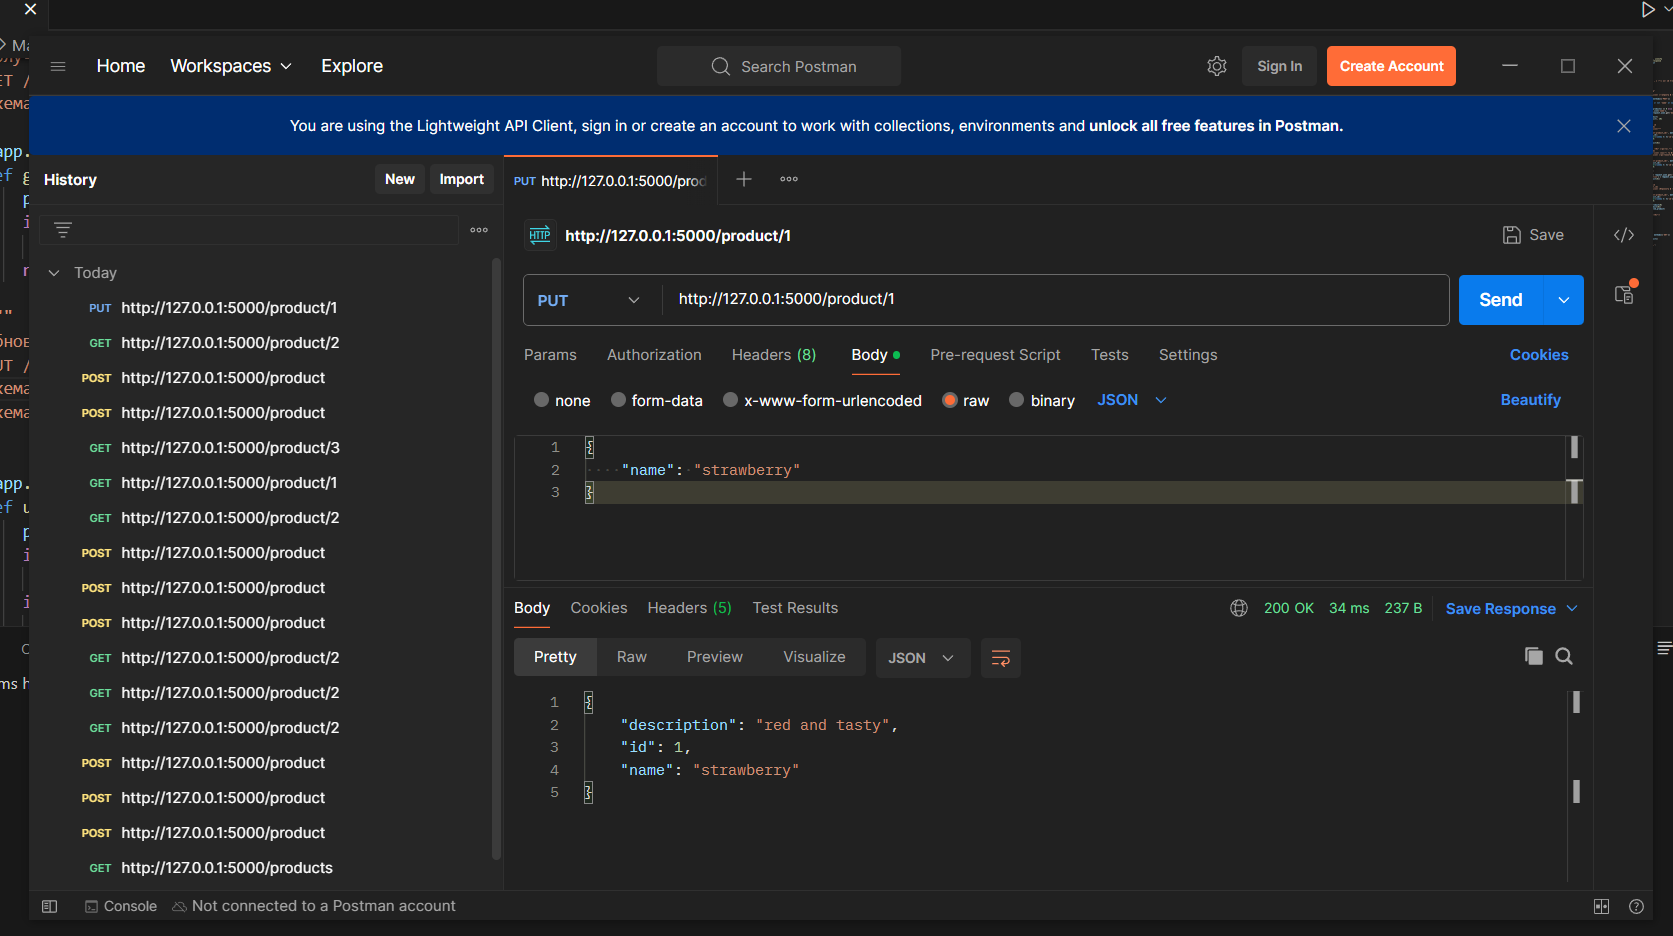 Home Workspaces Explore Search Postman Sign In Create Account
You are using the Lightweight API Client, sign in or create an account to work with collections, environments and unlock all free features in Postman.
History New Import
Today
PUT http://127.0.0.1:5000/product/1
GET http://127.0.0.1:5000/product/2
POST http://127.0.0.1:5000/product
POST http://127.0.0.1:5000/product
GET http://127.0.0.1:5000/product/3
GET http://127.0.0.1:5000/product/1
GET http://127.0.0.1:5000/product/2
POST http://127.0.0.1:5000/product
POST http://127.0.0.1:5000/product
POST http://127.0.0.1:5000/product
GET http://127.0.0.1:5000/product/2
GET http://127.0.0.1:5000/product/2
GET http://127.0.0.1:5000/product/2
POST http://127.0.0.1:5000/product
POST http://127.0.0.1:5000/product
POST http://127.0.0.1:5000/product
GET http://127.0.0.1:5000/products
PUT http://127.0.0.1:5000/prod
HTTP http://127.0.0.1:5000/product/1 Save
PUT http://127.0.0.1:5000/product/1 Send
Params Authorization Headers (8) Body Pre-request Script Tests Settings Cookies
none form-data x-www-form-urlencoded raw binary JSON Beautify
1 {
2 "name": "strawberry"
3 }
Body Cookies Headers (5) Test Results 200 OK 34 ms 237 B Save Response
Pretty Raw Preview Visualize JSON
1 {
2 "description": "red and tasty",
3 "id": 1,
4 "name": "strawberry"
5 }
Console Not connected to a Postman account